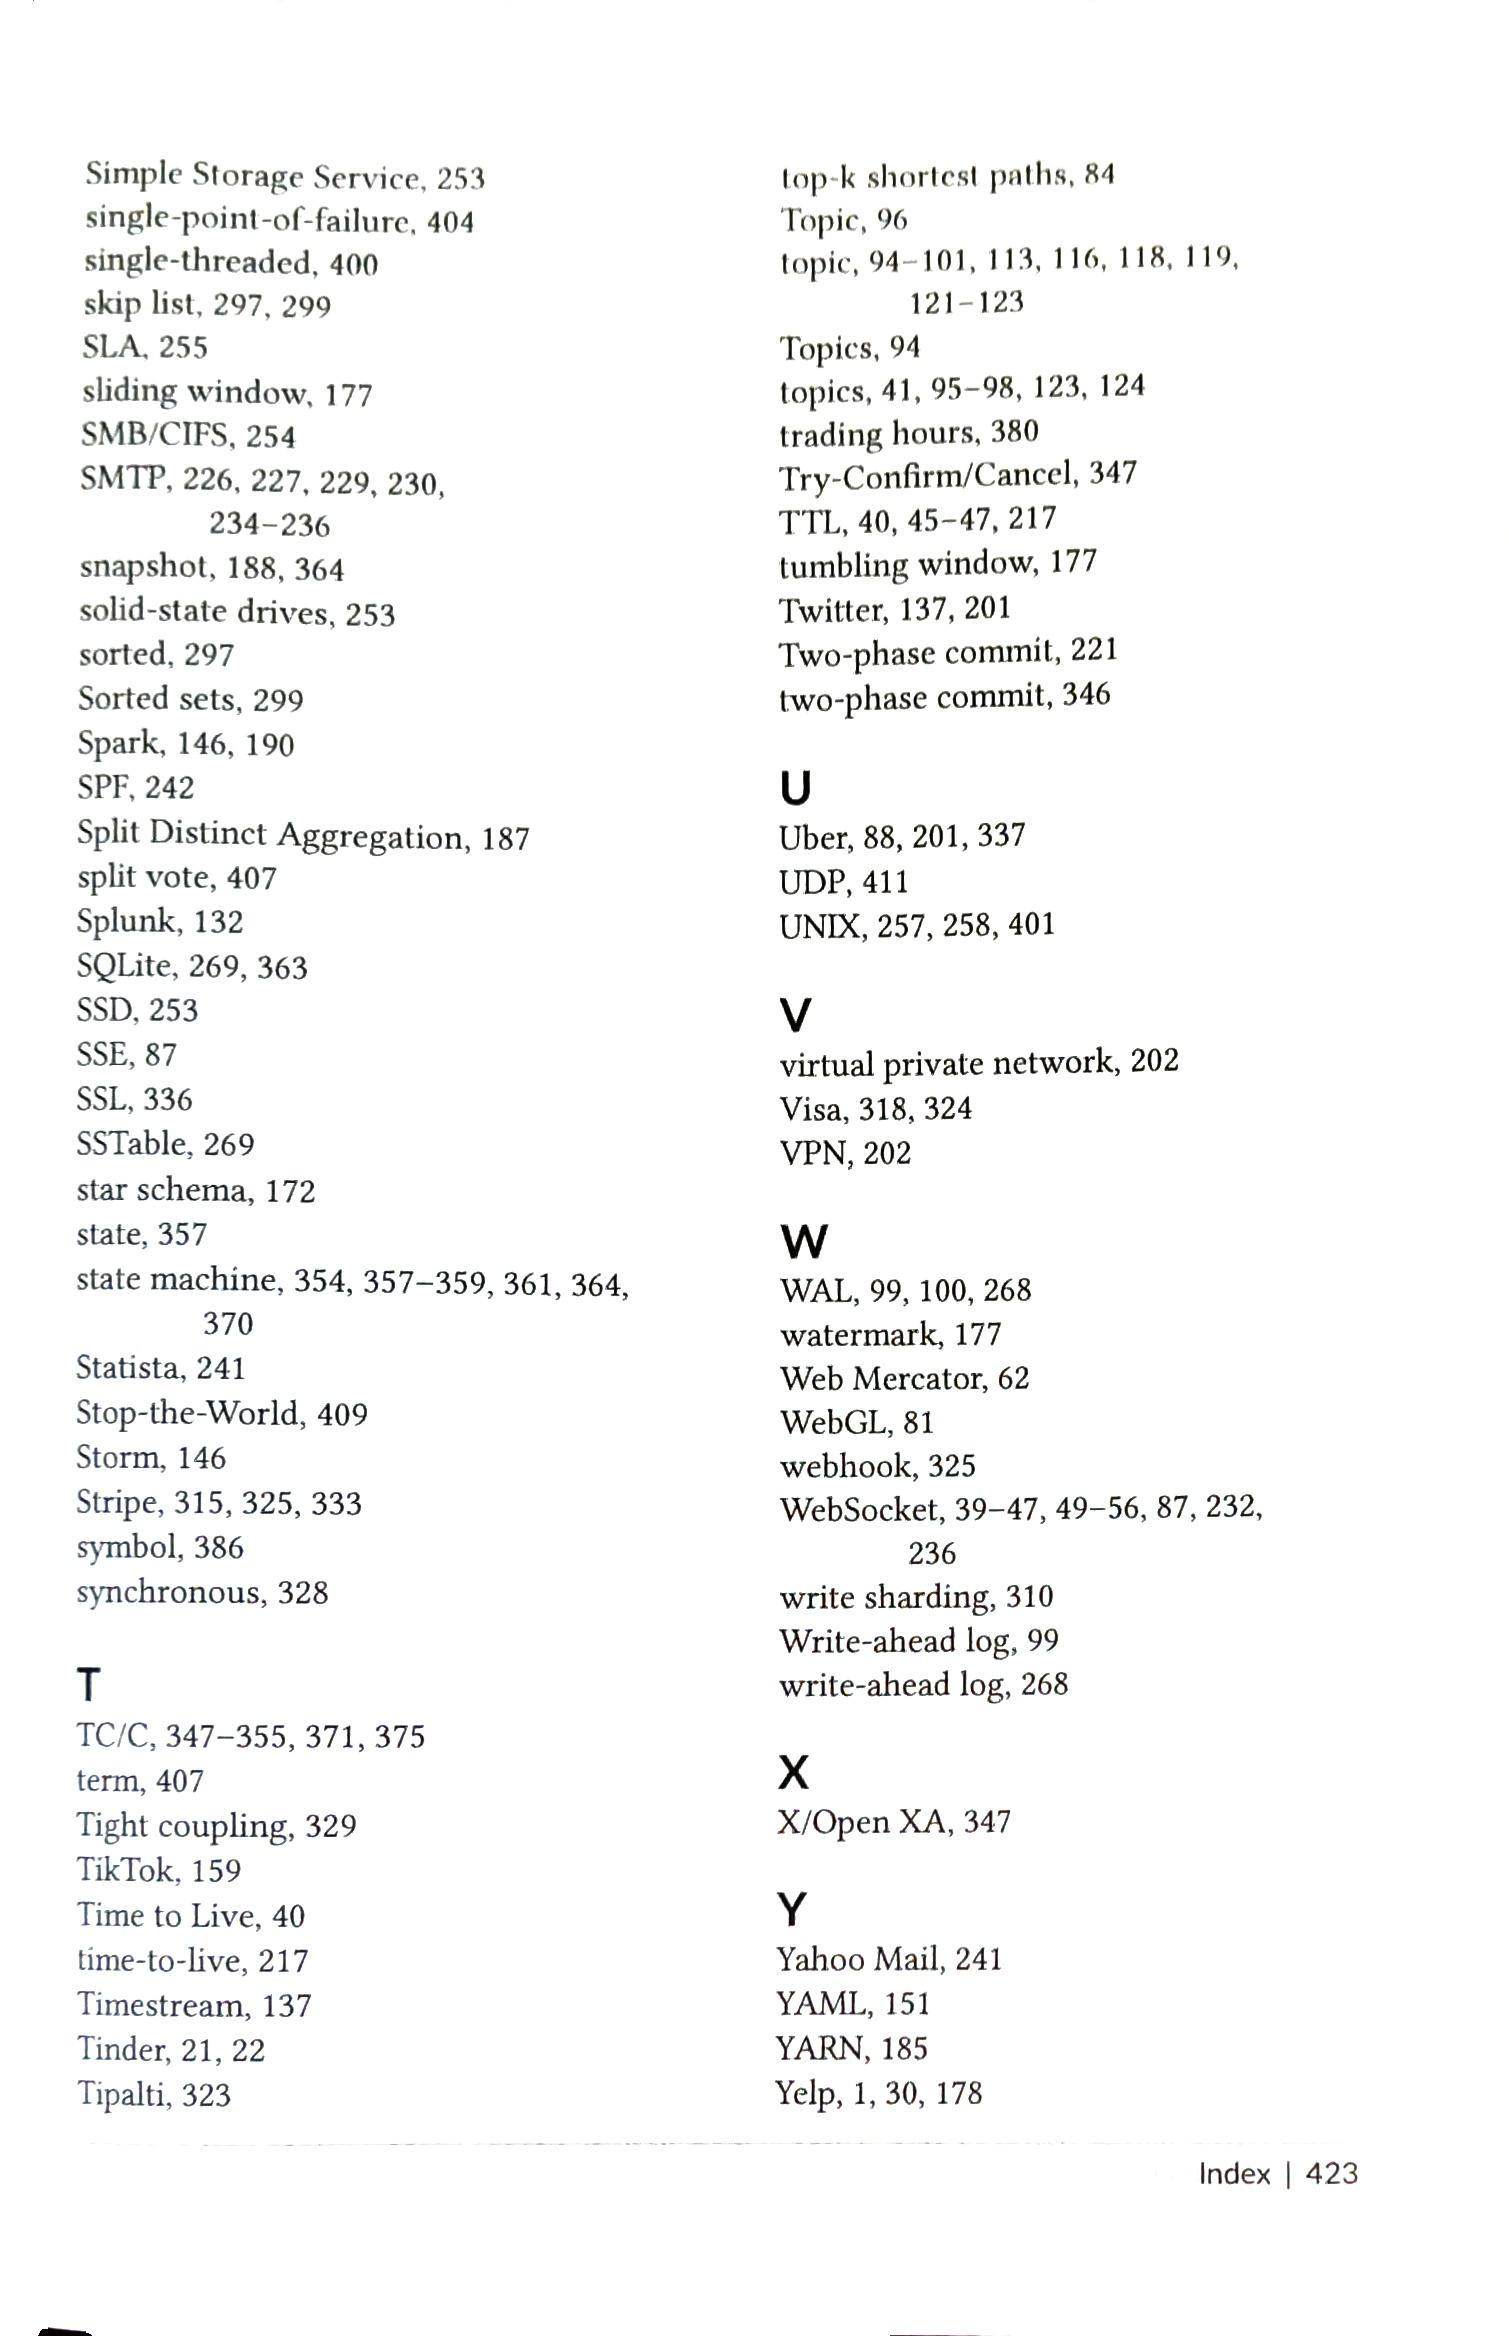 Simple Storage Service, 253
single-point-of-failure, 404
single-threaded, 400
skip list, 297, 299
SLA, 255
sliding window, 177
SMB/CIFS, 254
SMTP, 226, 227, 229, 230,
234–236
snapshot, 188, 364
solid-state drives, 253
sorted, 297
Sorted sets, 299
Spark, 146, 190
SPF, 242
Split Distinct Aggregation, 187
split vote, 407
Splunk, 132
SQLite, 269, 363
SSD, 253
SSE, 87
SSL, 336
SSTable, 269
star schema, 172
state, 357
state machine, 354, 357–359, 361, 364,
370
Statista, 241
Stop-the-World, 409
Storm, 146
Stripe, 315, 325, 333
symbol, 386
synchronous, 328
T
TC/C, 347–355, 371, 375
term, 407
Tight coupling, 329
TikTok, 159
Time to Live, 40
time-to-live, 217
Timestream, 137
Tinder, 21, 22
Tipalti, 323
top-k shortest paths, 84
Topic, 96
topic, 94–101, 113, 116, 118, 119,
121–123
Topics, 94
topics, 41, 95–98, 123, 124
trading hours, 380
Try-Confirm/Cancel, 347
TTL, 40, 45–47, 217
tumbling window, 177
Twitter, 137, 201
Two-phase commit, 221
two-phase commit, 346
U
Uber, 88, 201, 337
UDP, 411
UNIX, 257, 258, 401
V
virtual private network, 202
Visa, 318, 324
VPN, 202
W
WAL, 99, 100, 268
watermark, 177
Web Mercator, 62
WebGL, 81
webhook, 325
WebSocket, 39–47, 49–56, 87, 232,
236
write sharding, 310
Write-ahead log, 99
write-ahead log, 268
X
X/Open XA, 347
Y
Yahoo Mail, 241
YAML, 151
YARN, 185
Yelp, 1, 30, 178
Index | 423